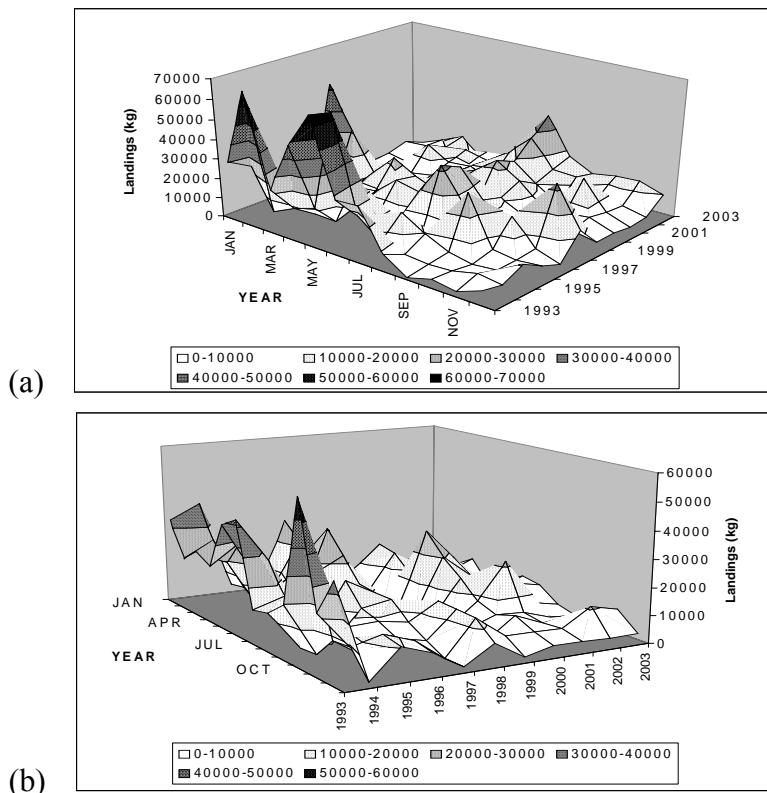 70000
60000
50000
40000
30000
20000
10000
0
Landings (kg)
JAN
MAR
MAY
JUL
SEP
NOV
YEAR
1993
1995
1997
1999
2001
2003
0-10000 10000-20000 20000-30000 30000-40000
40000-50000 50000-60000 60000-70000
(a)
60000
50000
40000
30000
20000
10000
0
Landings (kg)
JAN
APR
JUL
OCT
YEAR
1993
1994
1995
1996
1997
1998
1999
2000
2001
2002
2003
0-10000 10000-20000 20000-30000 30000-40000
40000-50000 50000-60000
(b)